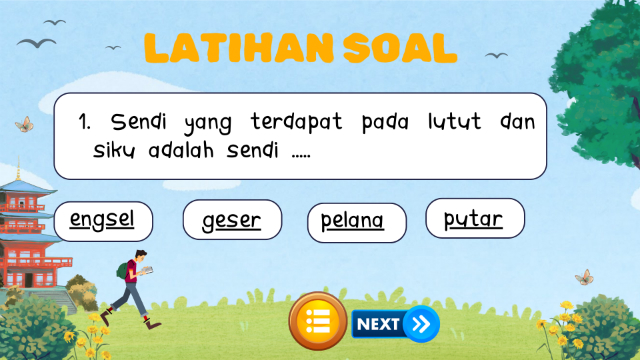 LATIHAN SOAL
1. Sendi yang terdapat pada lutut dan
siku adalah sendi .....
engsel
geser
pelana
putar
NEXT